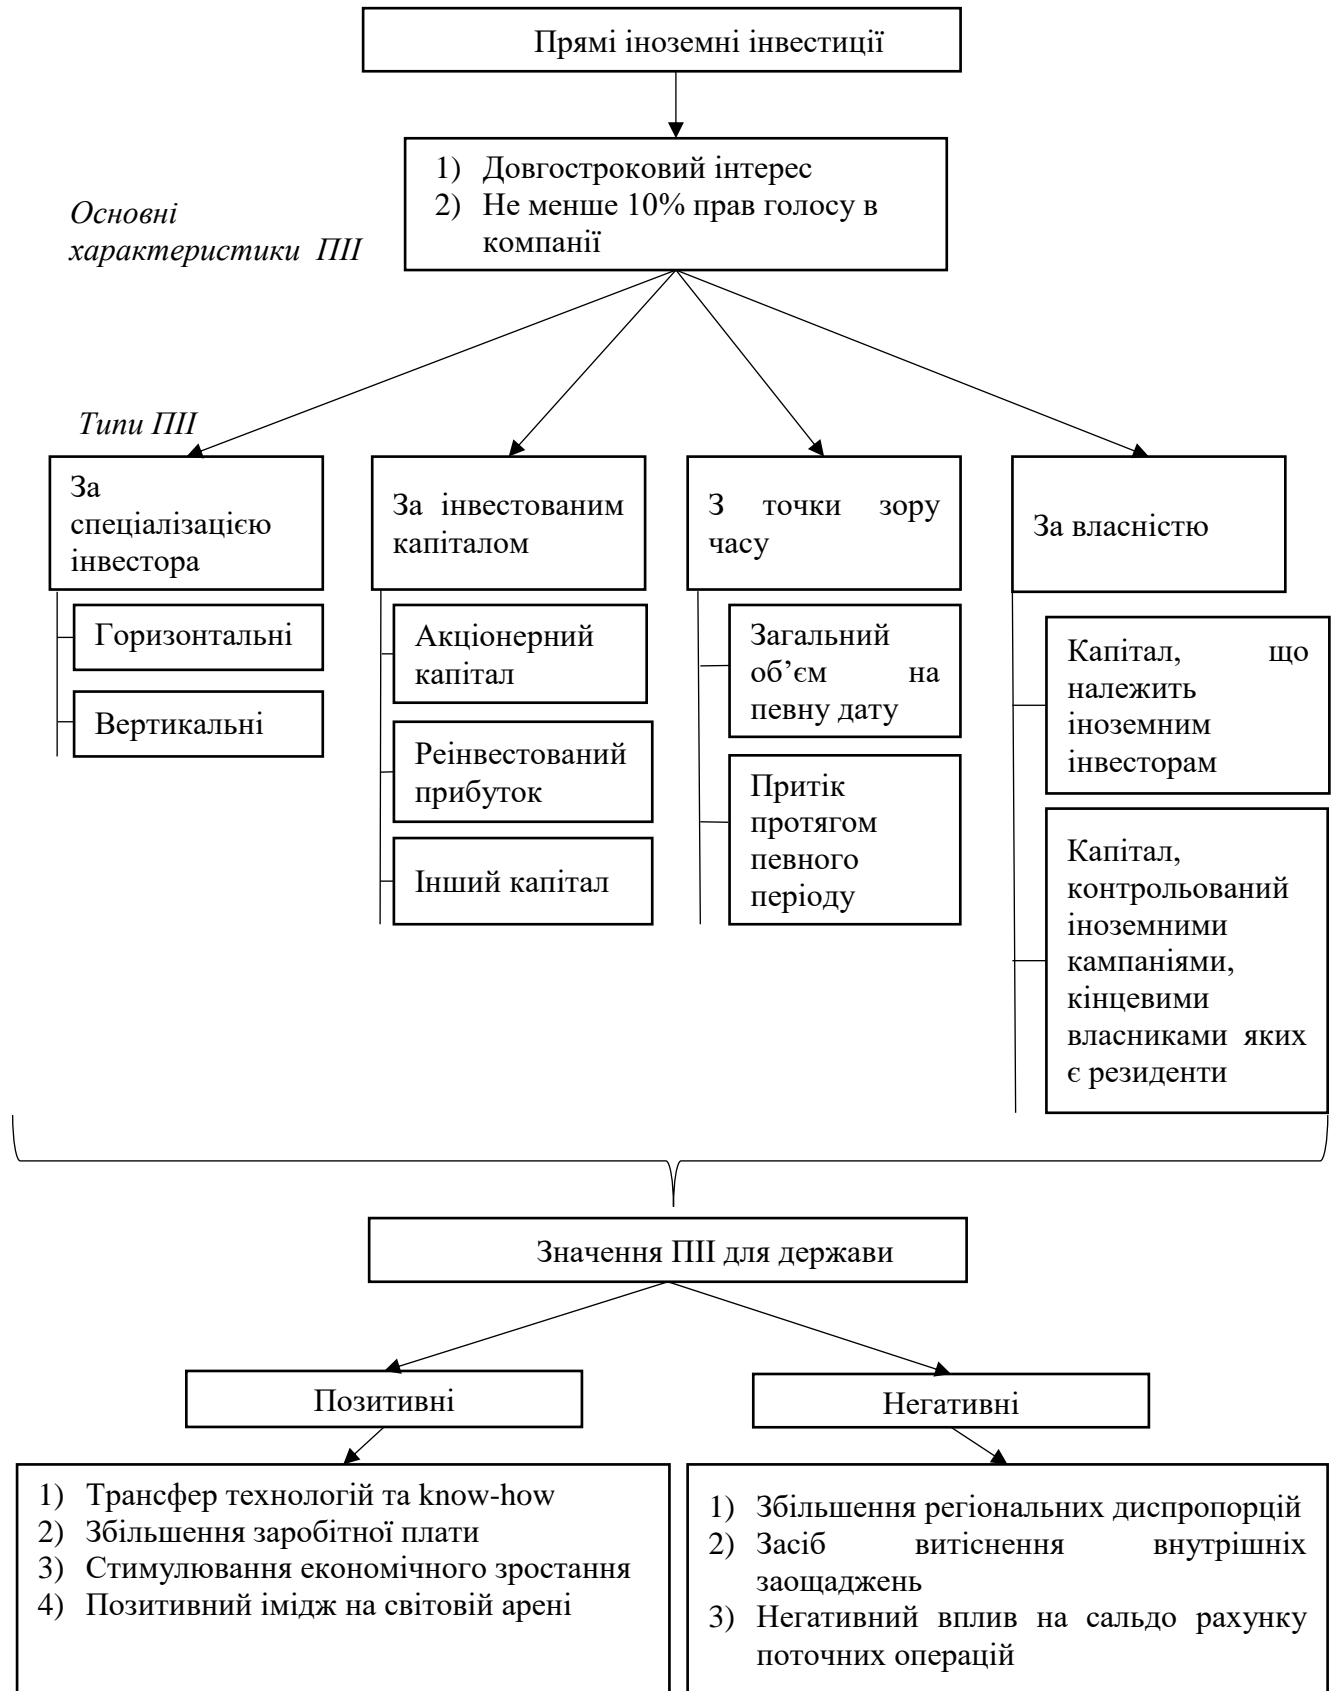 Прямі іноземні інвестиції
1) Довгостроковий інтерес
2) Не менше 10% прав голосу в
компанії
Основні
характеристики ПІІ
Типи ПІІ
За
спеціалізацією
інвестора
Горизонтальні
Вертикальні
За інвестованим
капіталом
Акціонерний
капітал
Реінвестований
прибуток
Інший капітал
З точки зору
часу
Загальний
об’єм на
певну дату
Притік
протягом
певного
періоду
За власністю
Капітал, що
належить
іноземним
інвесторам
Капітал,
контрольований
іноземними
кампаніями,
кінцевими
власниками яких
є резиденти
Значення ПІІ для держави
Позитивні
1) Трансфер технологій та know-how
2) Збільшення заробітної плати
3) Стимулювання економічного зростання
4) Позитивний імідж на світовій арені
Негативні
1) Збільшення регіональних диспропорцій
2) Засіб витіснення внутрішніх
заощаджень
3) Негативний вплив на сальдо рахунку
поточних операцій